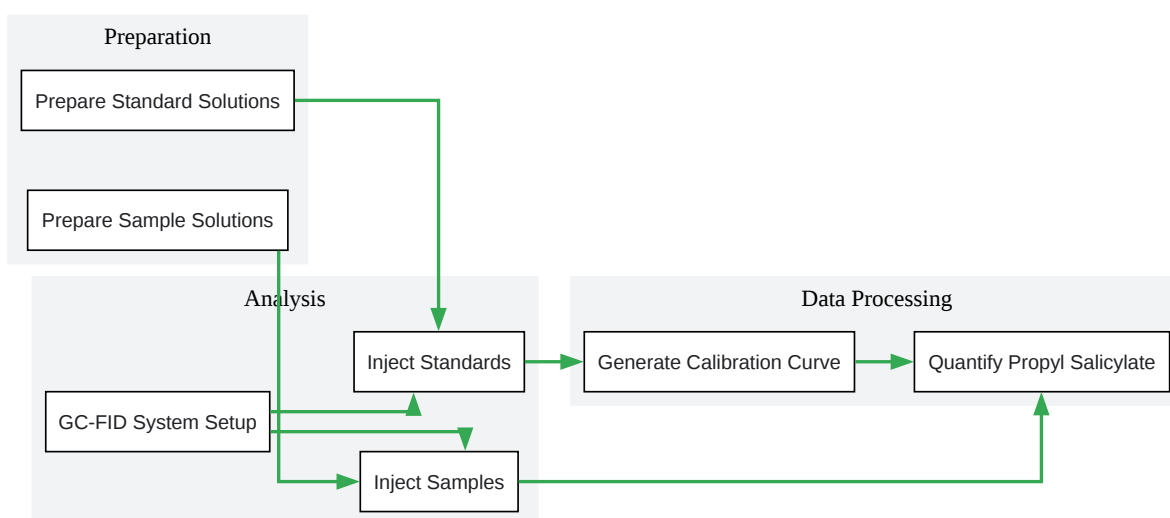 Preparation
Prepare Standard Solutions
Prepare Sample Solutions
Analysis
Data Processing
Inject Standards
Generate Calibration Curve
Quantify Propyl Salicylate
GC-FID System Setup
Inject Samples